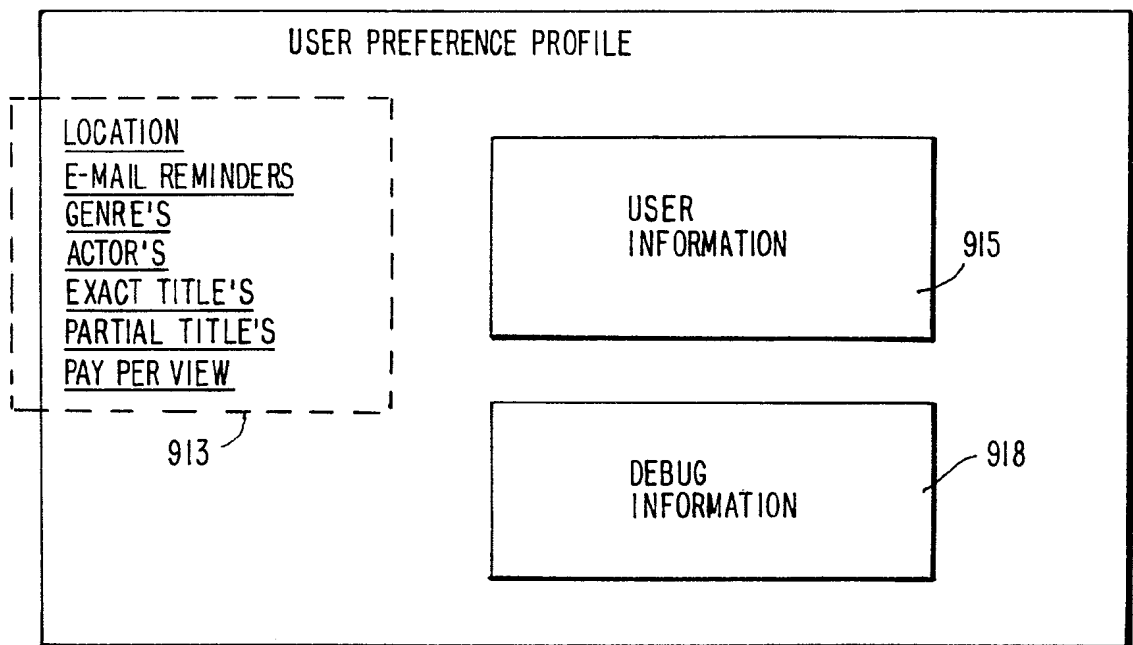 USER PREFERENCE PROFILE
LOCATION
E-MAIL REMINDERS
GENRE'S
ACTOR'S
EXACT TITLE'S
PARTIAL TITLE'S
PAY PER VIEW
913
USER
INFORMATION
915
DEBUG
INFORMATION
918